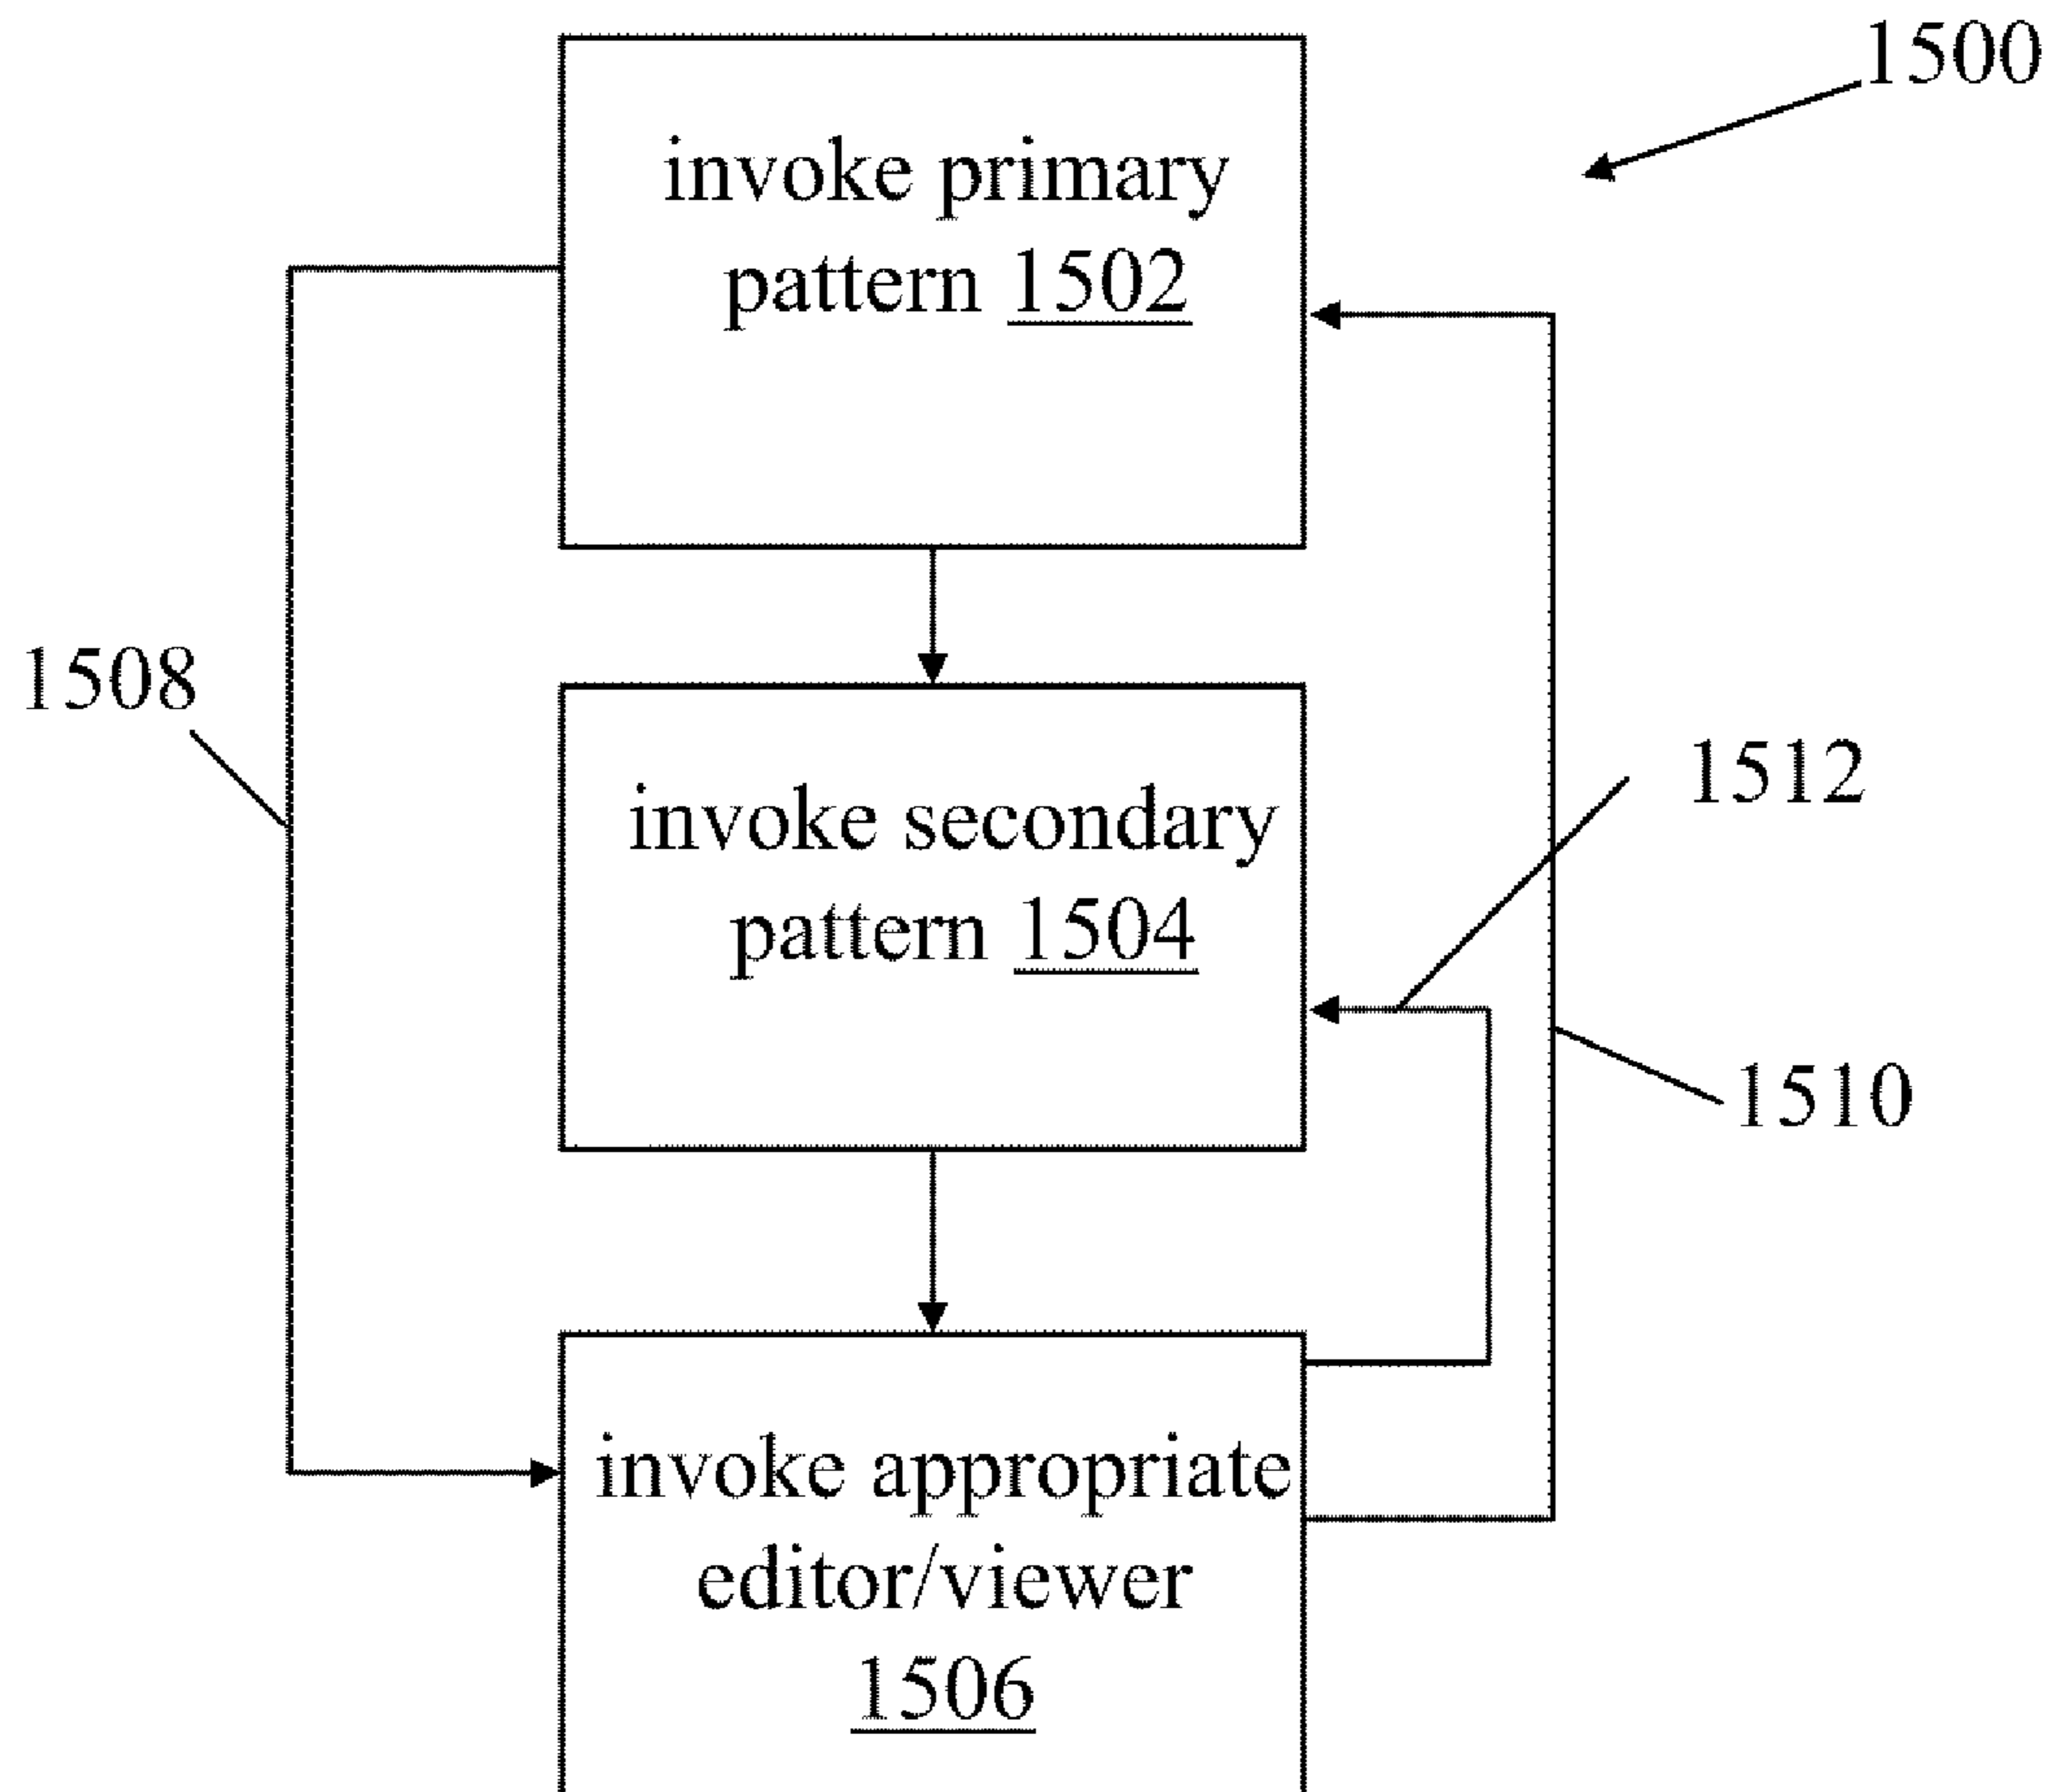 1500
invoke primary
pattern 1502
1508
invoke secondary
pattern 1504
1512
1510
invoke appropriate
editor/viewer
1506